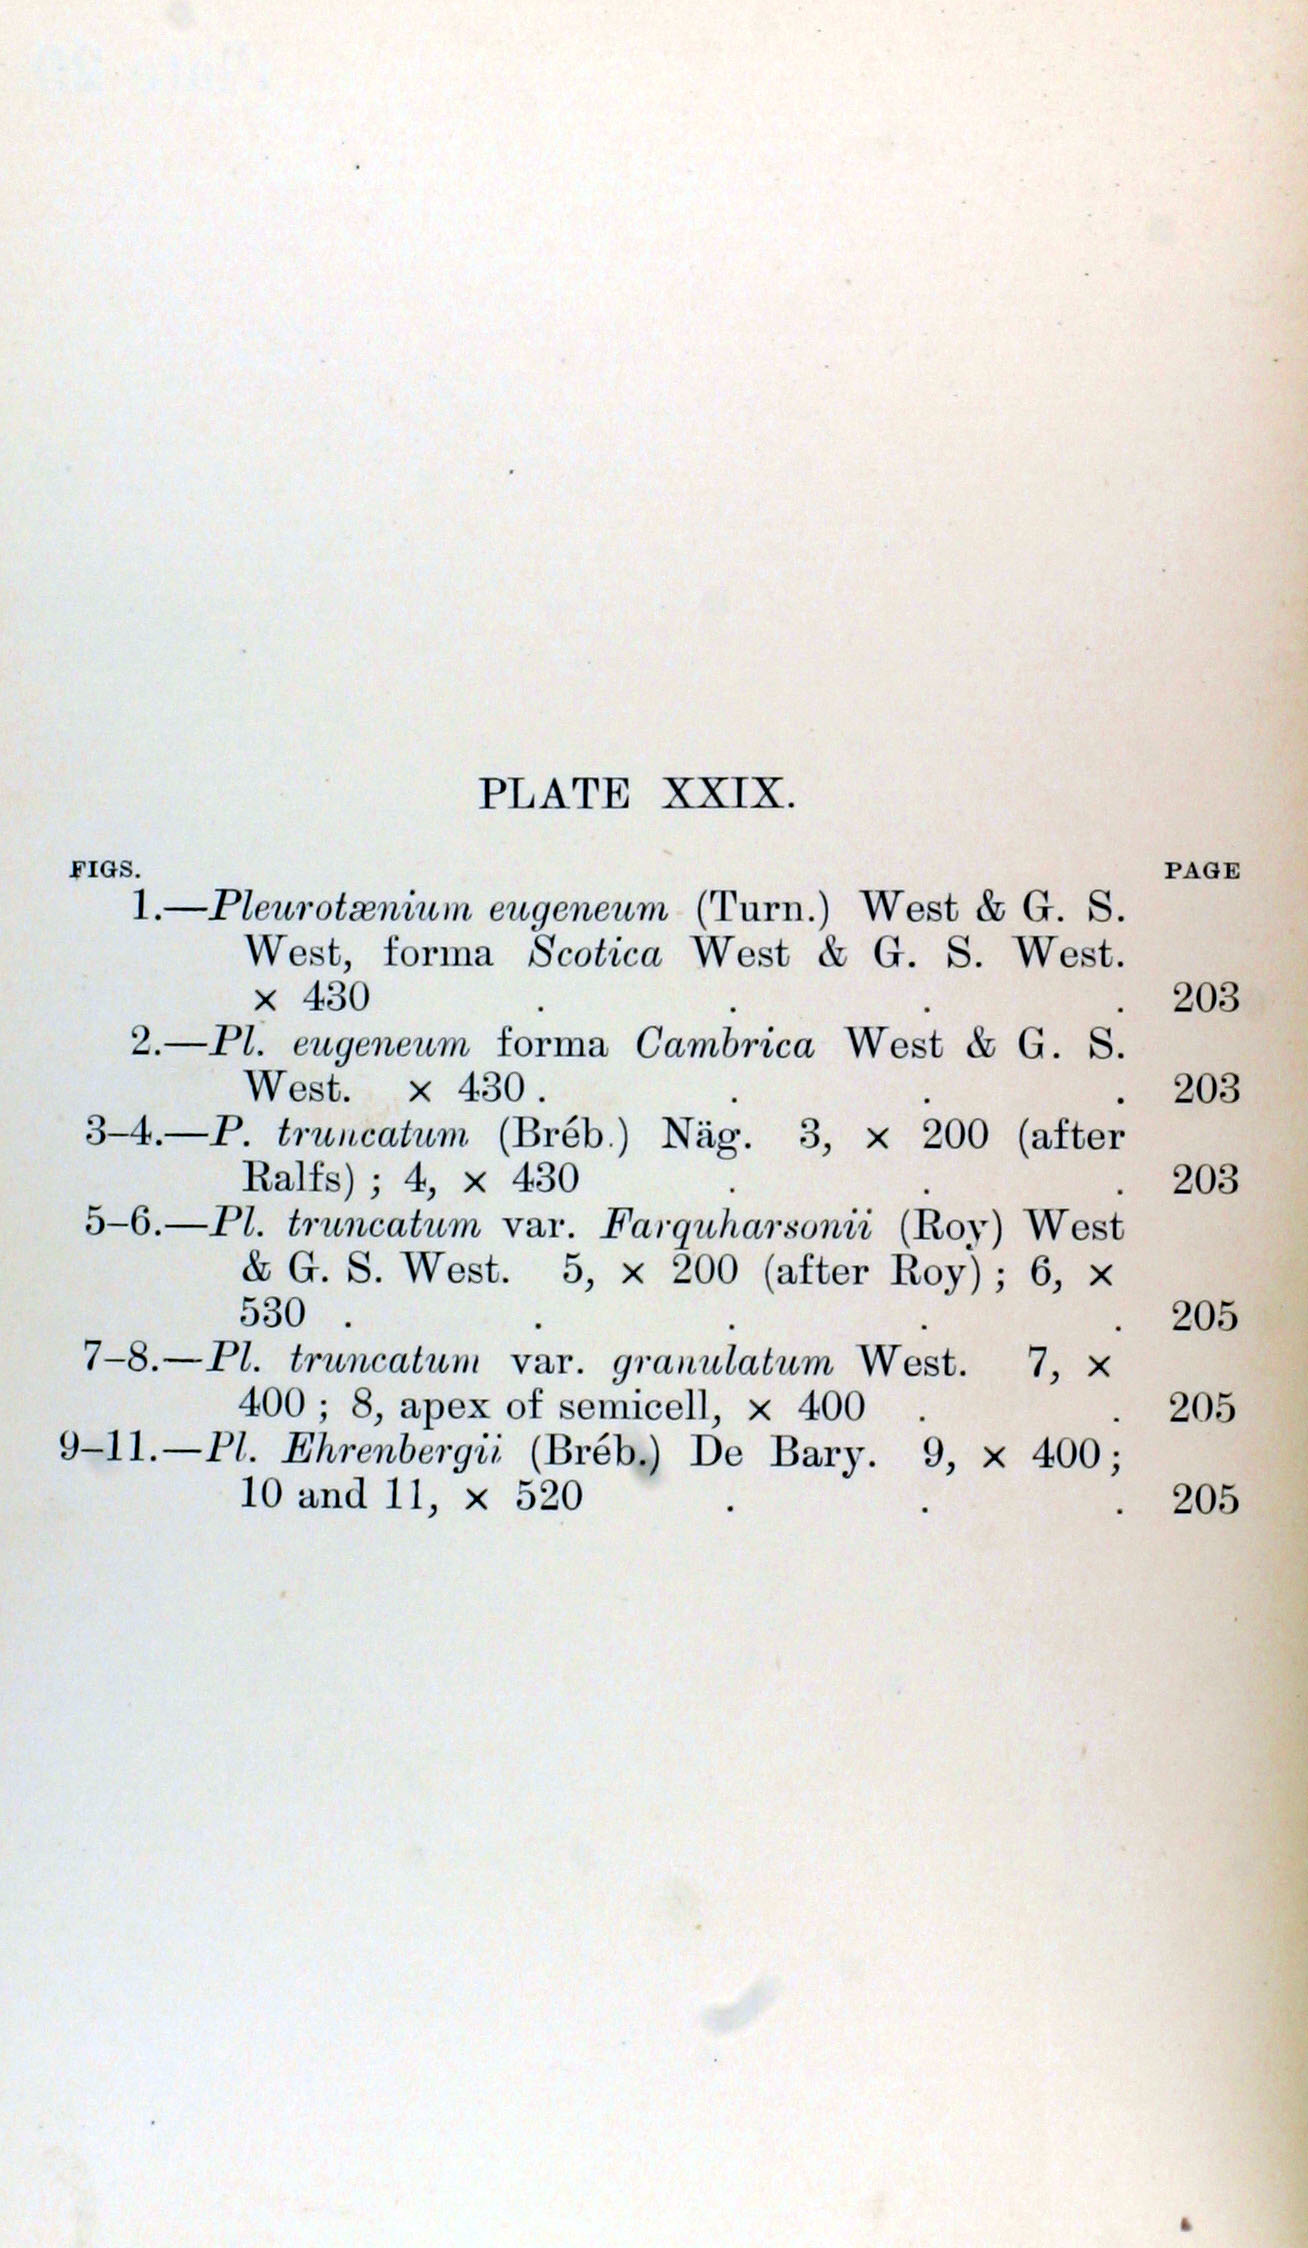 PLATE XXIX.
FIGS. PAGE
1.—Pleurotænium eugeneum (Turn.) West & G. S.
West, forma Scotica West & G. S. West.
× 430 . . . . 203
2.—Pl. eugeneum forma Cambrica West & G. S.
West. × 430 . . . . 203
3–4.—P. truncatum (Bréb.) Näg. 3, × 200 (after
Ralfs) ; 4, × 430 . . . 203
5–6.—Pl. truncatum var. Farquharsonii (Roy) West
& G. S. West. 5, × 200 (after Roy) ; 6, ×
530 . . . . . 205
7–8.—Pl. truncatum var. granulatum West. 7, ×
400 ; 8, apex of semicell, × 400 . . 205
9–11.—Pl. Ehrenbergii (Bréb.) De Bary. 9, × 400 ;
10 and 11, × 520 . . . 205